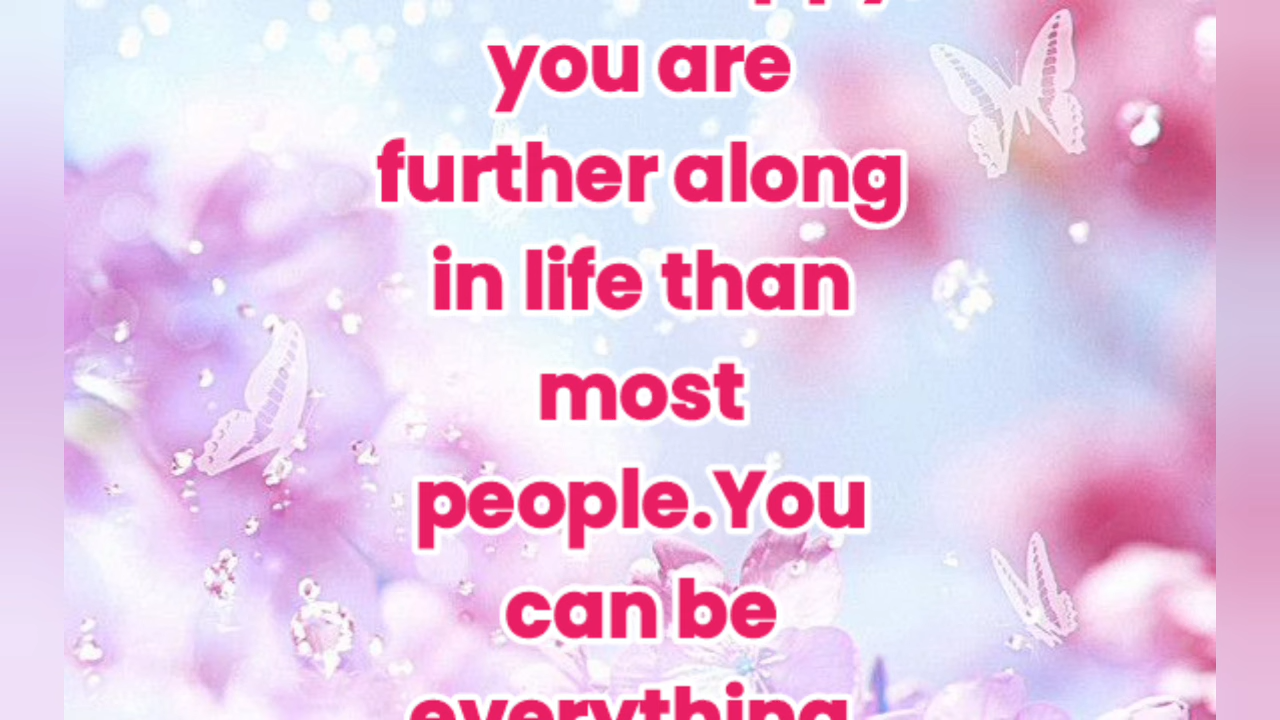 you are
further along
in life than
most
people.You
can be
everything